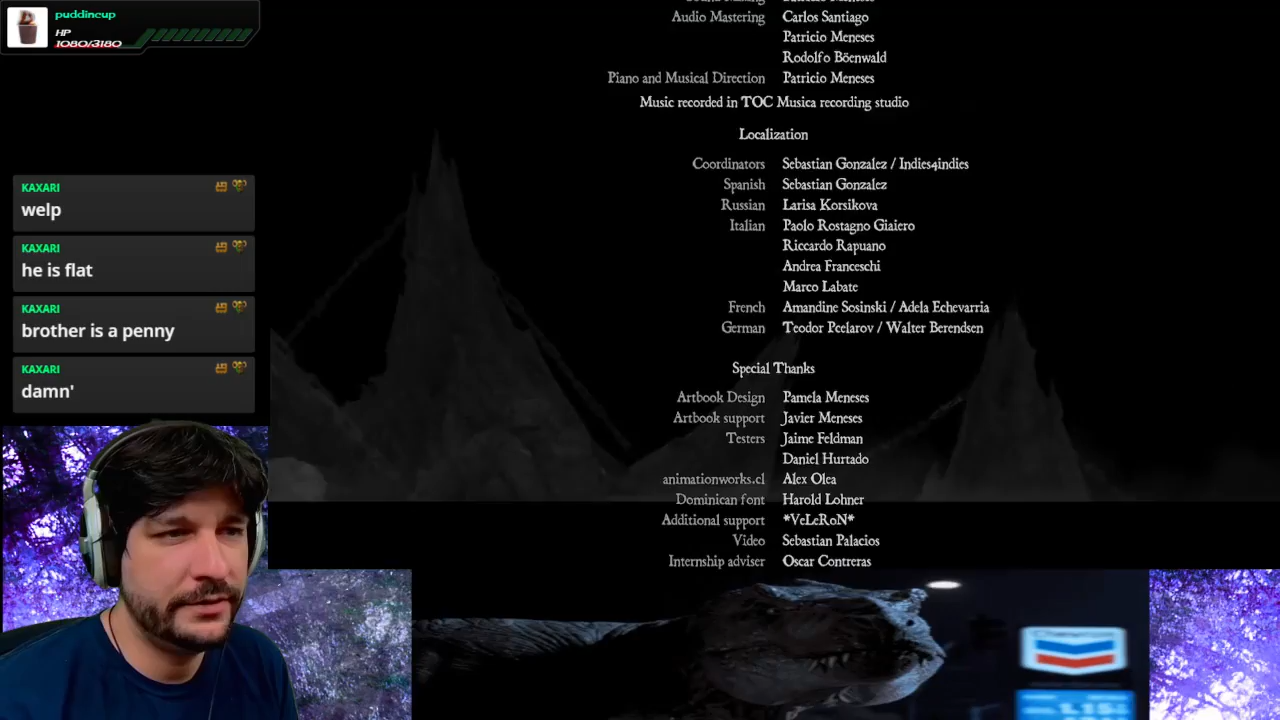 puddincup
HP
1080/3180
KAXARI
welp
KAXARI
he is flat
KAXARI
brother is a penny
KAXARI
damn'
Audio Mastering Carlos Santiago
Patricio Meneses
Rodolfo Böenwald
Piano and Musical Direction Patricio Meneses
Music recorded in TOC Musica recording studio
Localization
Coordinators Sebastian Gonzalez / Indies4indies
Spanish Sebastian Gonzalez
Russian Larisa Korsikova
Italian Paolo Rostagno Giaiero
Riccardo Rapuano
Andrea Franceschi
Marco Labate
French Amandine Sosinski / Adela Echevarria
German Teodor Peelarov / Walter Berendsen
Special Thanks
Artbook Design Pamela Meneses
Artbook support Javier Meneses
Testers Jaime Feldman
Daniel Hurtado
animationworks.cl Alex Olea
Dominican font Harold Lohner
Additional support *VeLeRoN*
Video Sebastian Palacios
Internship adviser Oscar Contreras